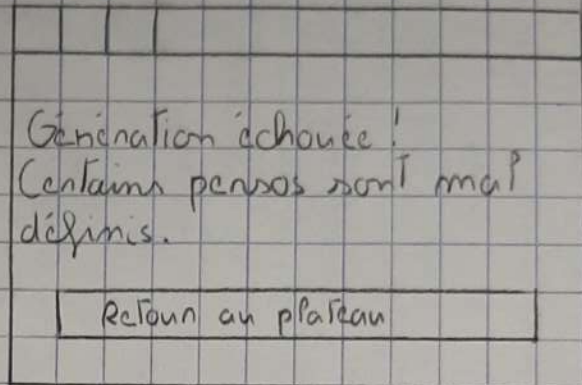 Génération échouée !
Certains persos sont mal
définis.
Retour au plateau